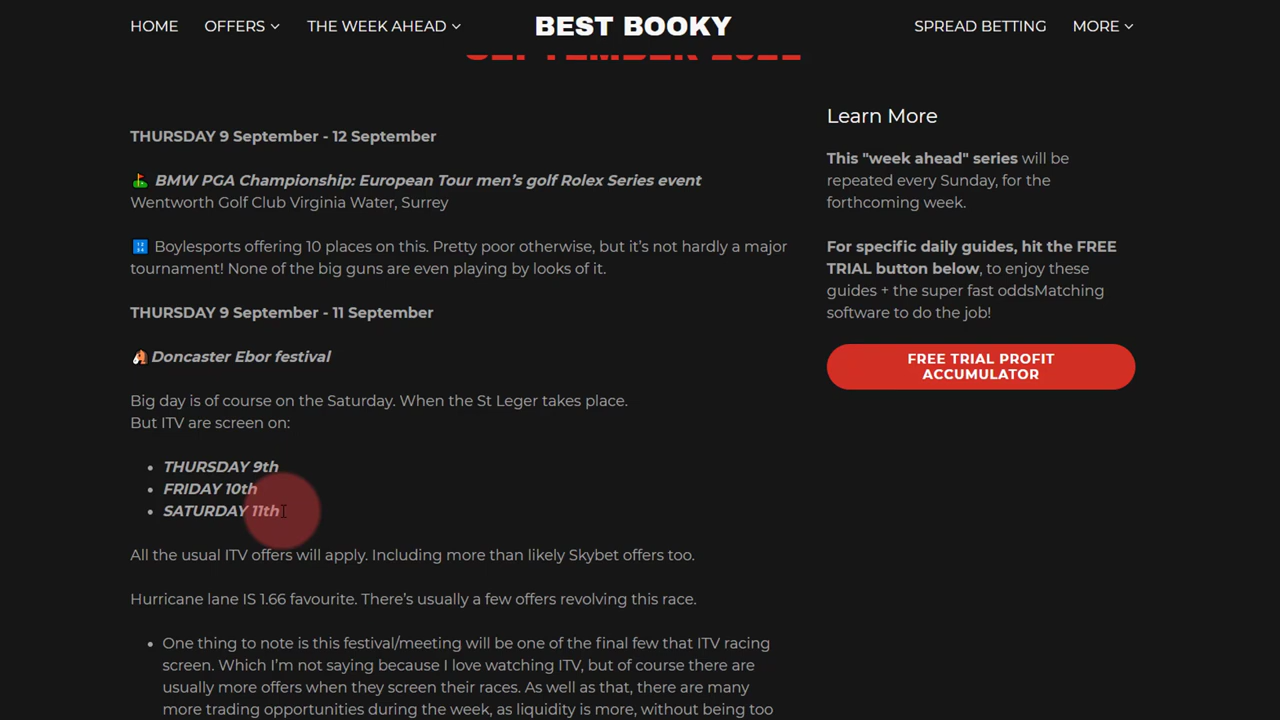 HOME OFFERS THE WEEK AHEAD BEST BOOKY SPREAD BETTING MORE
SEPTEMBER 2021
THURSDAY 9 September - 12 September
BMW PGA Championship: European Tour men's golf Rolex Series event
Wentworth Golf Club Virginia Water, Surrey
Boylesports offering 10 places on this. Pretty poor otherwise, but it's not hardly a major
tournament! None of the big guns are even playing by looks of it.
THURSDAY 9 September - 11 September
Doncaster Ebor festival
Big day is of course on the Saturday. When the St Leger takes place.
But ITV are screen on:
• THURSDAY 9th
• FRIDAY 10th
• SATURDAY 11th
All the usual ITV offers will apply. Including more than likely Skybet offers too.
Hurricane lane IS 1.66 favourite. There's usually a few offers revolving this race.
• One thing to note is this festival/meeting will be one of the final few that ITV racing
screen. Which I'm not saying because I love watching ITV, but of course there are
usually more offers when they screen their races. As well as that, there are many
more trading opportunities during the week, as liquidity is more, without being too
Learn More
This "week ahead" series will be
repeated every Sunday, for the
forthcoming week.
For specific daily guides, hit the FREE
TRIAL button below, to enjoy these
guides + the super fast oddsMatching
software to do the job!
FREE TRIAL PROFIT
ACCUMULATOR